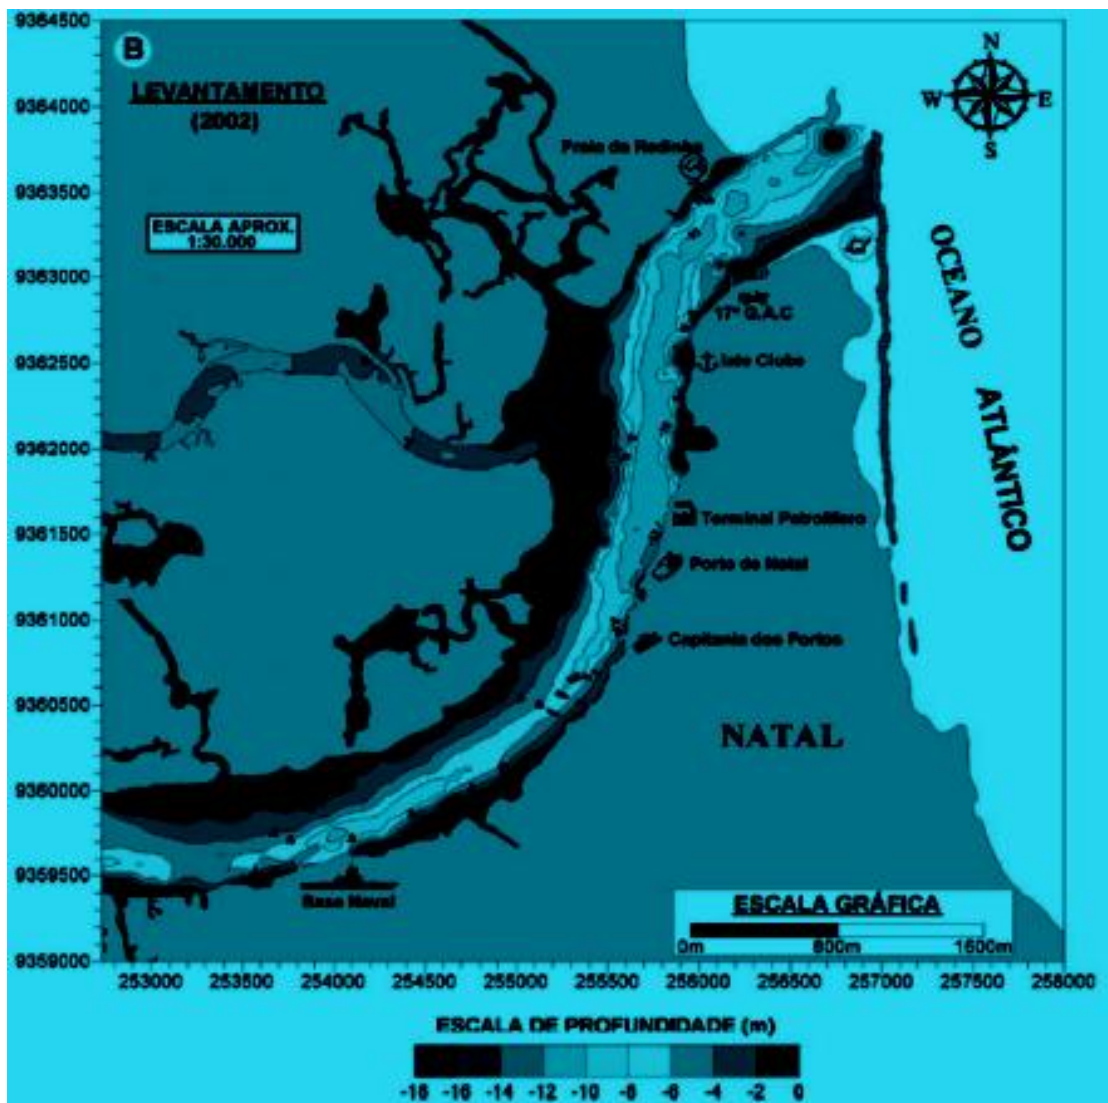 9364500
B
LEVANTAMENTO
(2002)
N
W E
S
9364000
Praia da Redinha
9363500
ESCALA APROX.
1:30.000
OCEANO
ATLÂNTICO
9363000
17º G.A.C
9362500
Iate Clube
9362000
9361500
Terminal Petrolífero
Porto de Natal
9361000
Capitania dos Portos
9360500
NATAL
9360000
9359500
Base Naval
ESCALA GRÁFICA
0m 800m 1600m
9359000
253000 253500 254000 254500 255000 255500 256000 256500 257000 257500 258000
ESCALA DE PROFUNDIDADE (m)
-16 -14 -12 -10 -8 -6 -4 -2 0